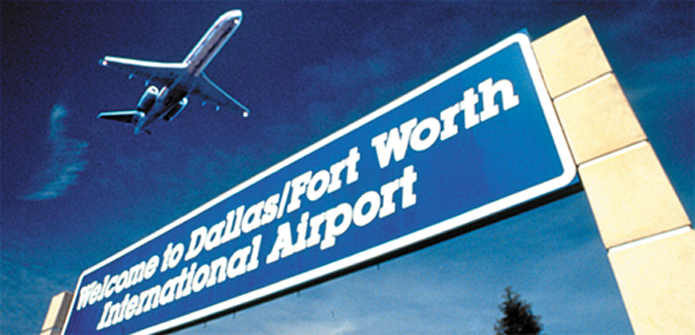 Welcome to Dallas/Fort Worth
International Airport